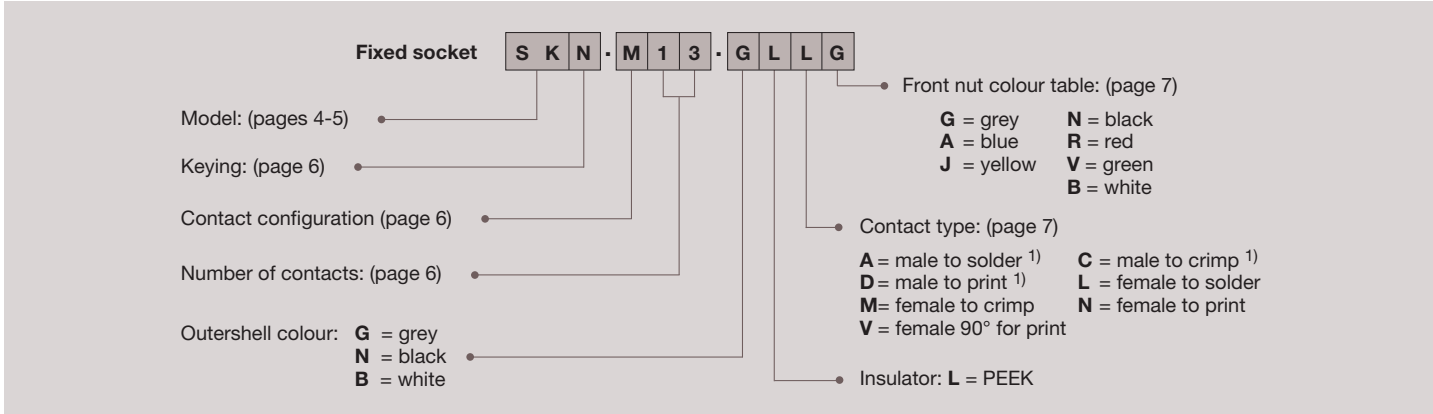 Fixed socket S K N . M 1 3 . G L L G
Model: (pages 4-5)
Keying: (page 6)
Contact configuration (page 6)
Number of contacts: (page 6)
Outershell colour: G = grey
N = black
B = white
Front nut colour table: (page 7)
G = grey N = black
A = blue R = red
J = yellow V = green
B = white
Contact type: (page 7)
A = male to solder 1) C = male to crimp 1)
D = male to print 1) L = female to solder
M= female to crimp N = female to print
V = female 90° for print
Insulator: L = PEEK